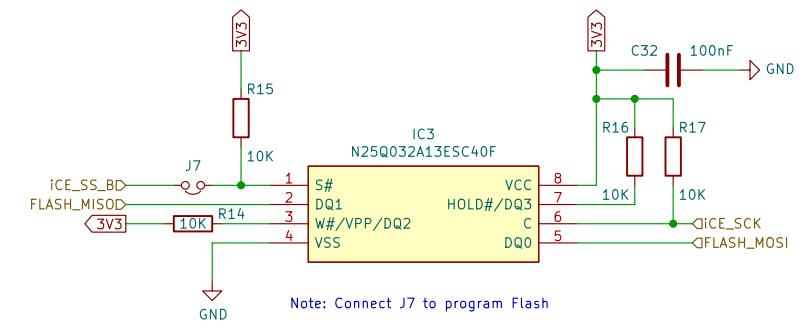 3V3
3V3
C32 100nF
GND
R15
IC3
N25Q032A13ESC40F
R16 R17
10K
J7
iCE_SS_B
1 S# VCC 8
10K 10K
FLASH_MISO
2 DQ1 HOLD#/DQ3 7
3V3
10K
R14
3 W#/VPP/DQ2 C 6
iCE_SCK
4 VSS DQ0 5
FLASH_MOSI
GND
Note: Connect J7 to program Flash